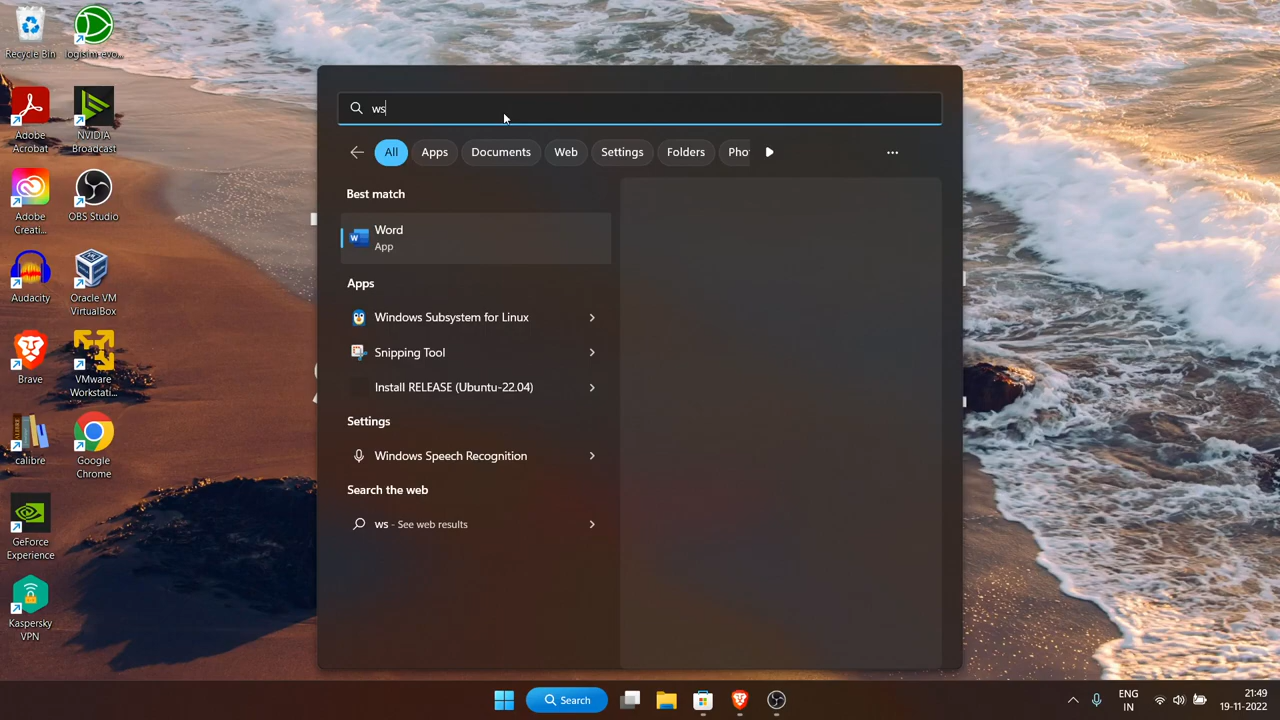 Recycle Bin
logisim-evo...
Adobe
Acrobat
NVIDIA
Broadcast
Adobe
Creati...
OBS Studio
Audacity
Oracle VM
VirtualBox
Brave
VMware
Workstati...
calibre
Google
Chrome
GeForce
Experience
Kaspersky
VPN
ws
All
Apps
Documents
Web
Settings
Folders
Pho
Best match
Word
App
Apps
Windows Subsystem for Linux
Snipping Tool
Install RELEASE (Ubuntu-22.04)
Settings
Windows Speech Recognition
Search the web
ws - See web results
Search
ENG
IN
21:49
19-11-2022